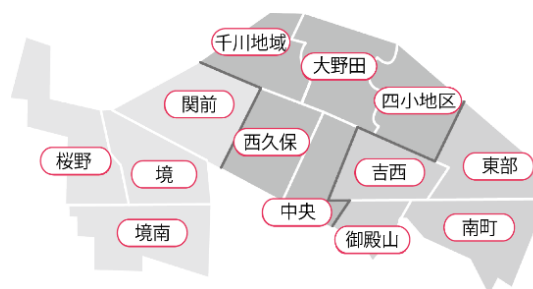 千川地域
大野田
四小地区
関前
西久保
桜野
境
吉西
東部
中央
境南
御殿山
南町